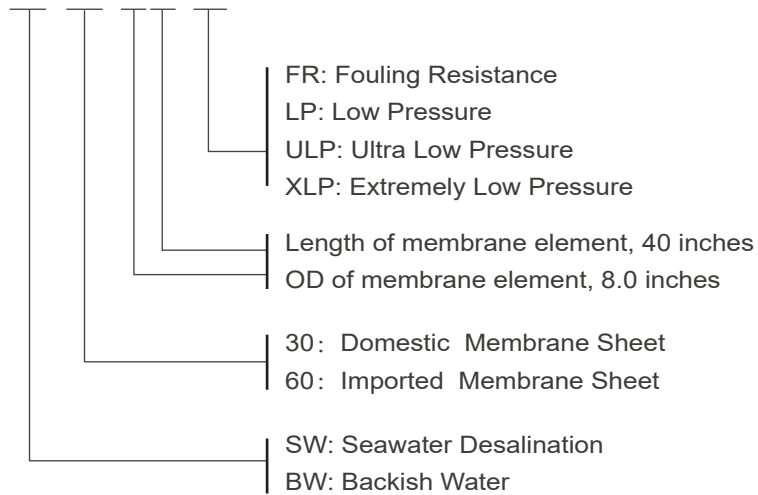 FR: Fouling Resistance
LP: Low Pressure
ULP: Ultra Low Pressure
XLP: Extremely Low Pressure
Length of membrane element, 40 inches
OD of membrane element, 8.0 inches
30： Domestic Membrane Sheet
60： Imported Membrane Sheet
SW: Seawater Desalination
BW: Backish Water